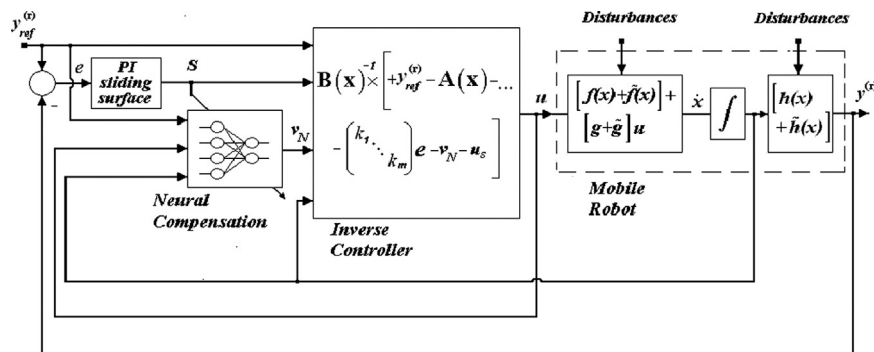 y_ref^(r)
Disturbances
Disturbances
e
-
PI
sliding
surface
S
B(x)^-1 × [+y_ref^(r) - A(x) -...
- (k_1 ⋱ k_m) e - v_N - u_s ]
v_N
Neural
Compensation
Inverse
Controller
u
[f(x)+f̃(x)] +
[g+g̃]u
ẋ
∫
[h(x)
+h̃(x)]
y^(r)
Mobile
Robot